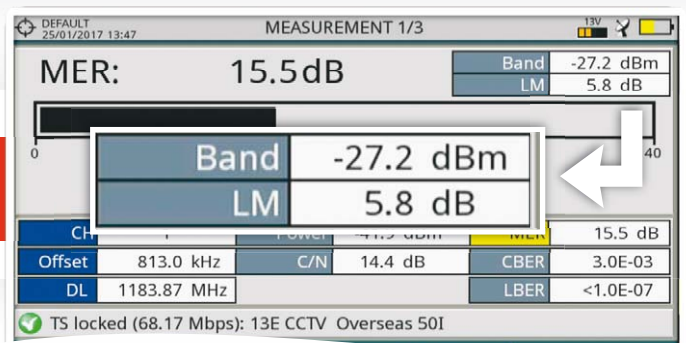 DEFAULT
25/01/2017 13:47
MEASUREMENT 1/3
13V
MER: 15.5dB
Band -27.2 dBm
LM 5.8 dB
0
40
Band -27.2 dBm
LM 5.8 dB
CH
MER 15.5 dB
Offset 813.0 kHz C/N 14.4 dB CBER 3.0E-03
DL 1183.87 MHz LBER <1.0E-07
TS locked (68.17 Mbps): 13E CCTV Overseas 50I